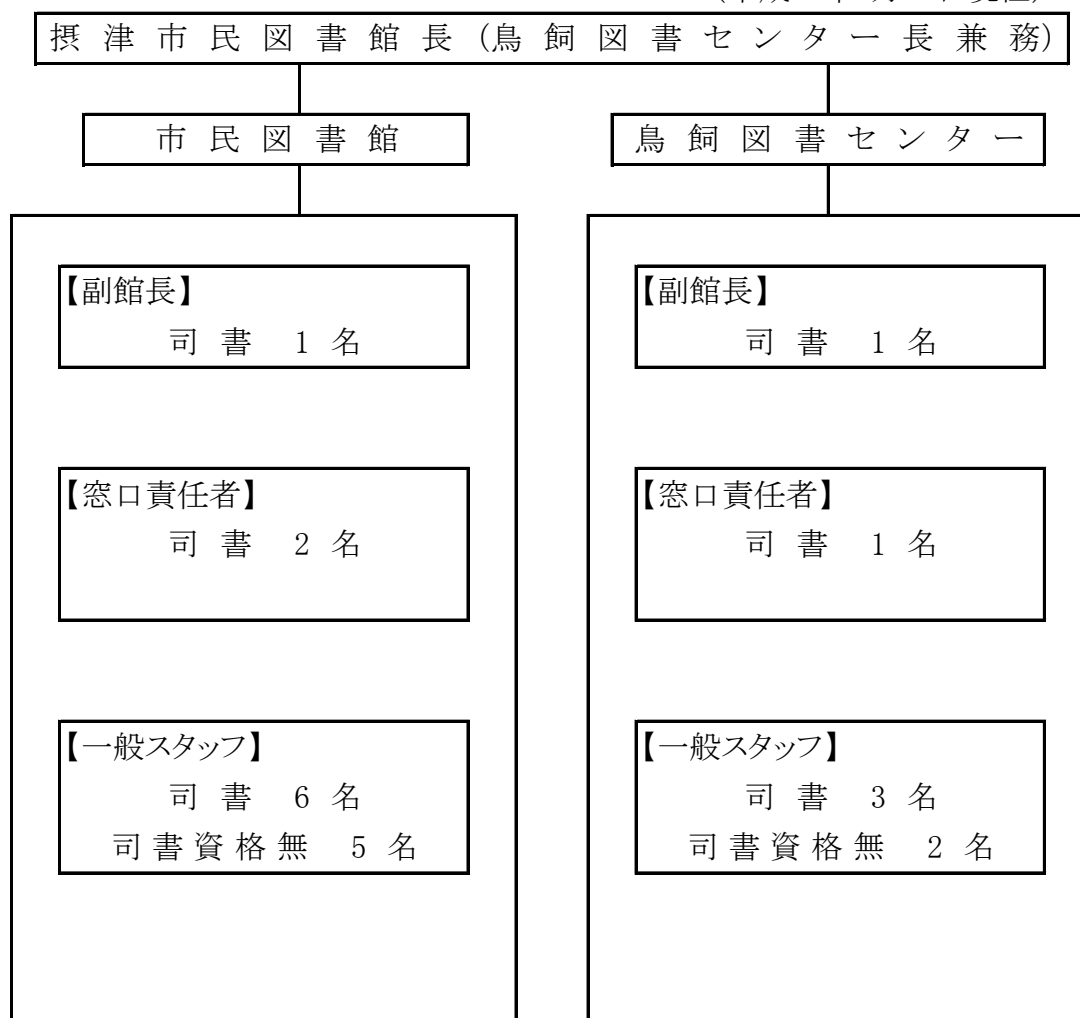 摂津市民図書館長(鳥飼図書センター長兼務)
市民図書館
鳥飼図書センター
【副館長】
司書 1名
【窓口責任者】
司書 2名
【一般スタッフ】
司書 6名
司書資格無 5名
【副館長】
司書 1名
【窓口責任者】
司書 1名
【一般スタッフ】
司書 3名
司書資格無 2名